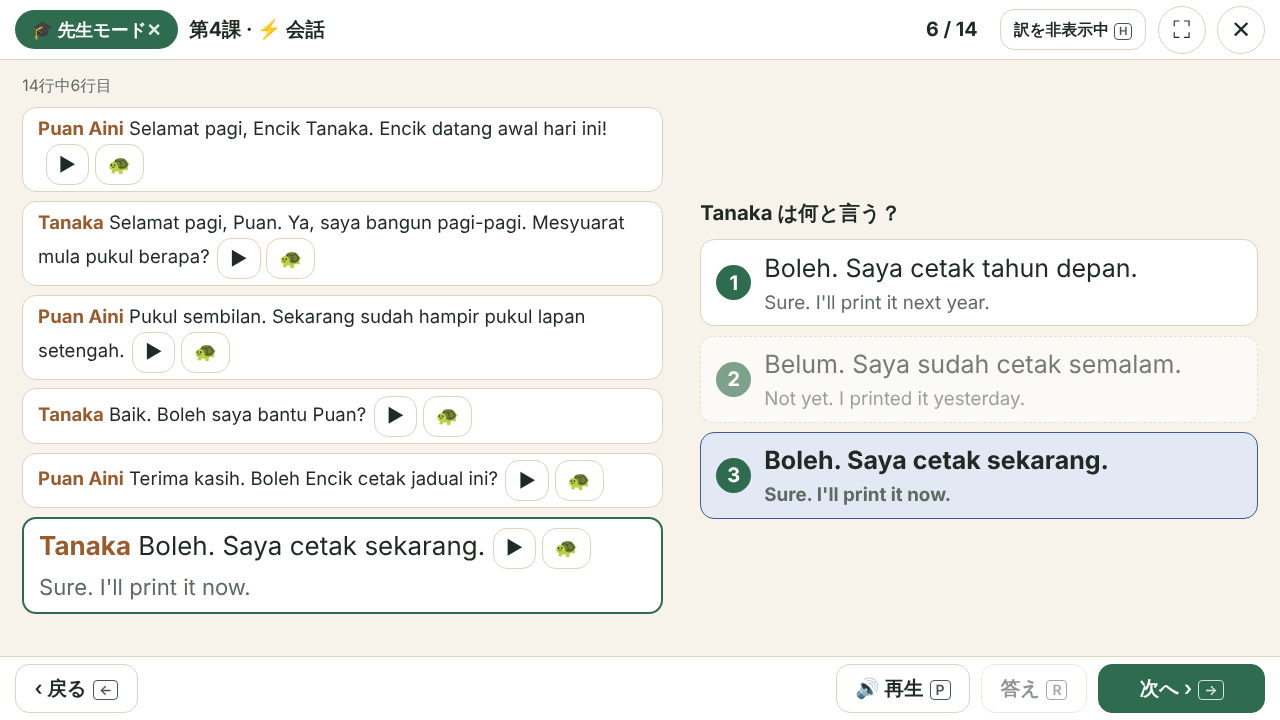 🎓 先生モード✕
第4課 · ⚡ 会話
6 / 14
訳を非表示中 H
14行中6行目
Puan Aini Selamat pagi, Encik Tanaka. Encik datang awal hari ini!
Tanaka Selamat pagi, Puan. Ya, saya bangun pagi-pagi. Mesyuarat
mula pukul berapa?
Puan Aini Pukul sembilan. Sekarang sudah hampir pukul lapan
setengah.
Tanaka Baik. Boleh saya bantu Puan?
Puan Aini Terima kasih. Boleh Encik cetak jadual ini?
Tanaka Boleh. Saya cetak sekarang.
Sure. I'll print it now.
Tanaka は何と言う？
1 Boleh. Saya cetak tahun depan.
Sure. I'll print it next year.
2 Belum. Saya sudah cetak semalam.
Not yet. I printed it yesterday.
3 Boleh. Saya cetak sekarang.
Sure. I'll print it now.
‹ 戻る ←
🔊 再生 P
答え R
次へ › →